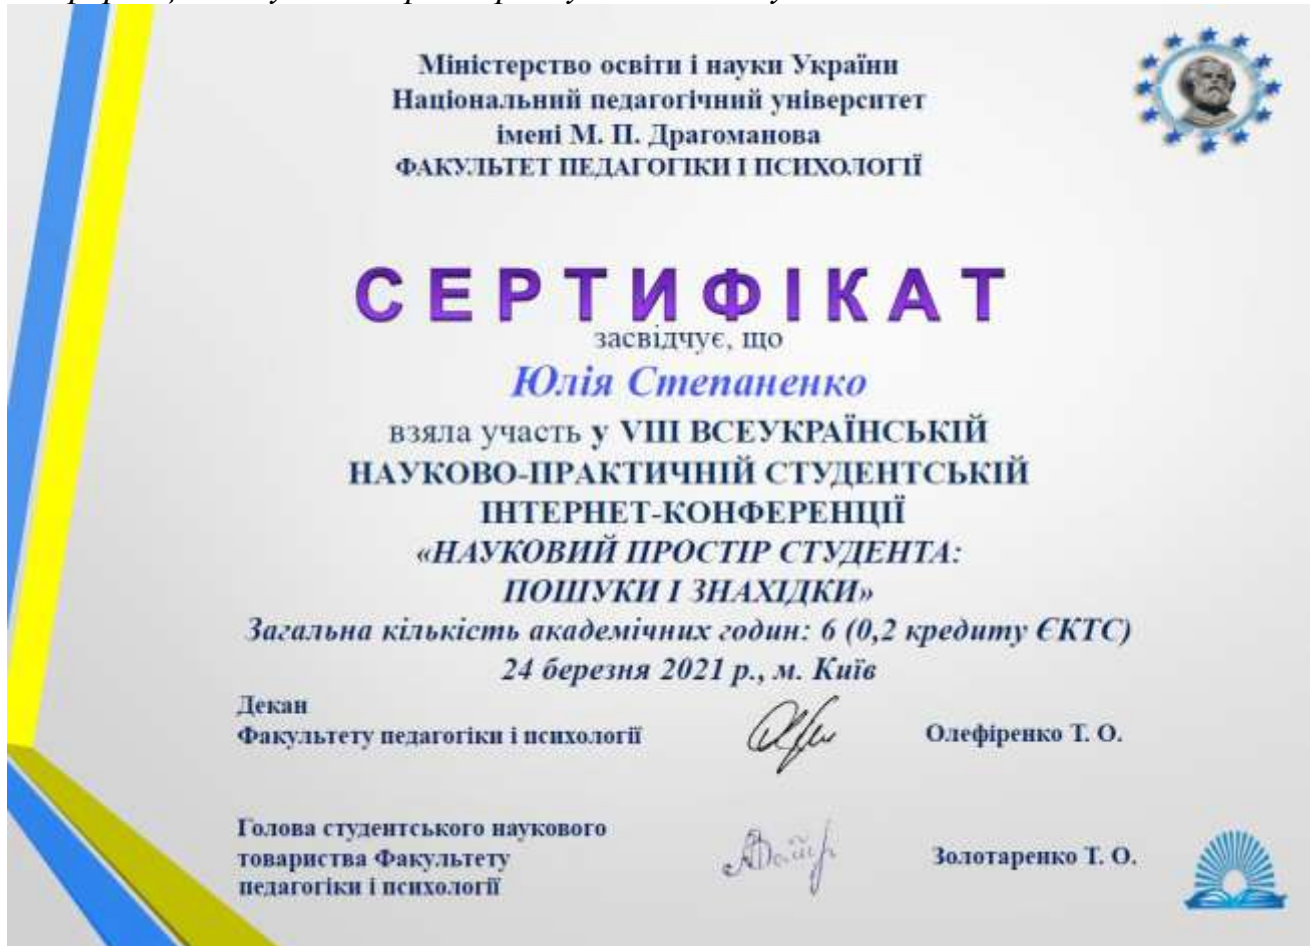 Міністерство освіти і науки України
Національний педагогічний університет
імені М. П. Драгоманова
ФАКУЛЬТЕТ ПЕДАГОГІКИ І ПСИХОЛОГІЇ
СЕРТИФІКАТ
засвідчує, що
Юлія Степаненко
взяла участь у VIII ВСЕУКРАЇНСЬКІЙ
НАУКОВО-ПРАКТИЧНІЙ СТУДЕНТСЬКІЙ
ІНТЕРНЕТ-КОНФЕРЕНЦІЇ
«НАУКОВИЙ ПРОСТІР СТУДЕНТА:
ПОШУКИ І ЗНАХІДКИ»
Загальна кількість академічних годин: 6 (0,2 кредиту ЄКТС)
24 березня 2021 р., м. Київ
Декан
Факультету педагогіки і психології
Олефіренко Т. О.
Голова студентського наукового
товариства Факультету
педагогіки і психології
Золотаренко Т. О.